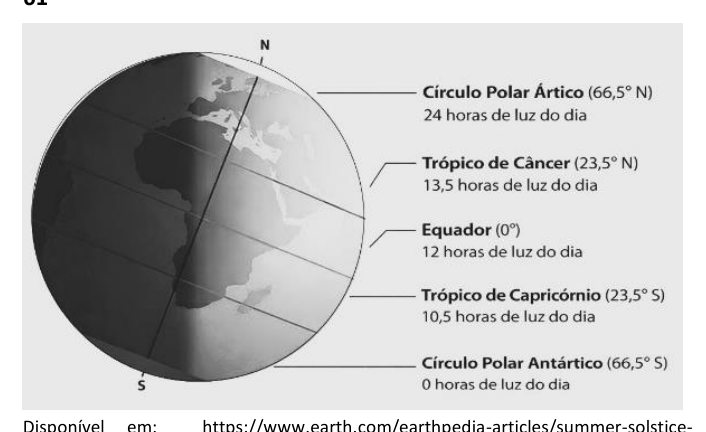 01
N
Círculo Polar Ártico (66,5° N)
24 horas de luz do dia
Trópico de Câncer (23,5° N)
13,5 horas de luz do dia
Equador (0°)
12 horas de luz do dia
Trópico de Capricórnio (23,5° S)
10,5 horas de luz do dia
Círculo Polar Antártico (66,5° S)
0 horas de luz do dia
S
Disponível em: https://www.earth.com/earthpedia-articles/summer-solstice-